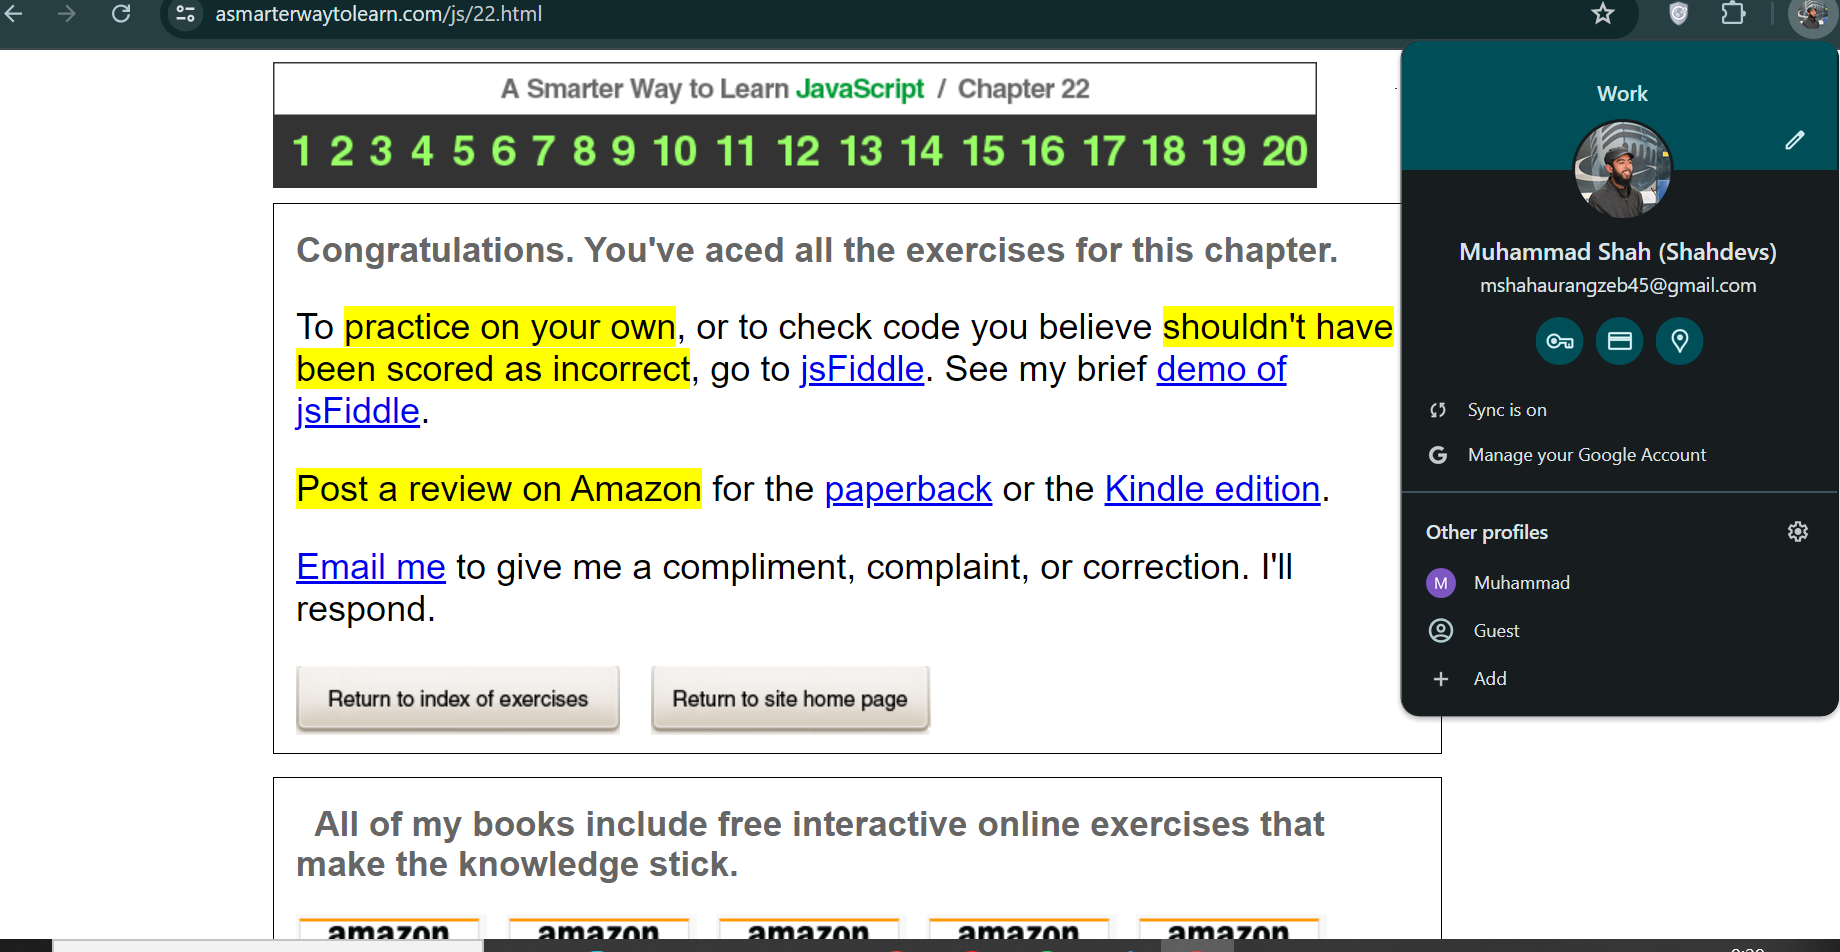 asmarterwaytolearn.com/js/22.html
A Smarter Way to Learn JavaScript / Chapter 22
1 2 3 4 5 6 7 8 9 10 11 12 13 14 15 16 17 18 19 20
Congratulations. You've aced all the exercises for this chapter.
To practice on your own, or to check code you believe shouldn't have
been scored as incorrect, go to jsFiddle. See my brief demo of
jsFiddle.
Post a review on Amazon for the paperback or the Kindle edition.
Email me to give me a compliment, complaint, or correction. I'll
respond.
Return to index of exercises
Return to site home page
All of my books include free interactive online exercises that
make the knowledge stick.
amazon amazon amazon amazon amazon
Work
Muhammad Shah (Shahdevs)
mshahaurangzeb45@gmail.com
Sync is on
G Manage your Google Account
Other profiles
M Muhammad
Guest
+ Add